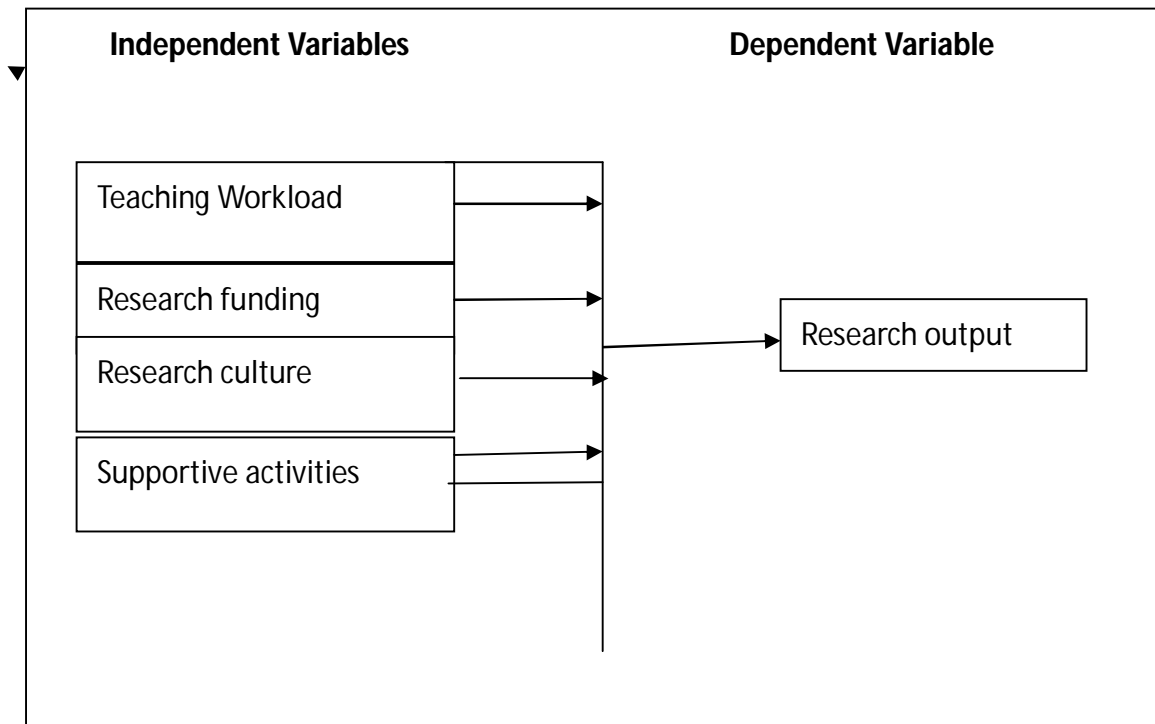 Independent Variables
Dependent Variable
Teaching Workload
Research funding
Research culture
Supportive activities
Research output